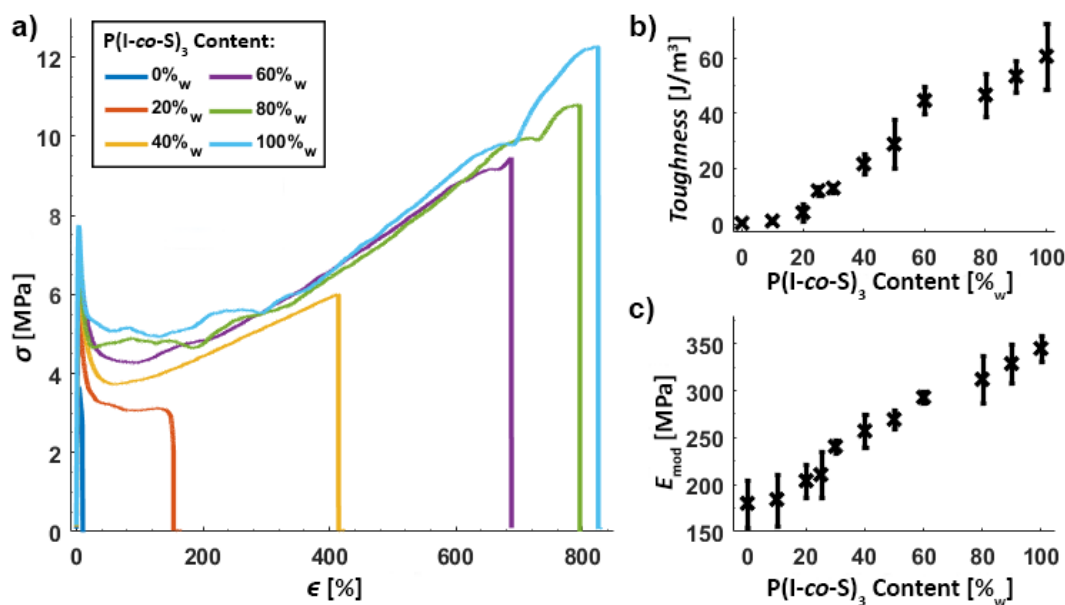 a)
P(I-co-S)3 Content:
0%w 60%w
20%w 80%w
40%w 100%w
12
10
8
6
4
2
0
σ [MPa]
0 200 400 600 800
ϵ [%]
b)
60
40
20
0
Toughness [J/m³]
0 20 40 60 80 100
P(I-co-S)3 Content [%w]
c)
350
300
250
200
150
Emod [MPa]
0 20 40 60 80 100
P(I-co-S)3 Content [%w]